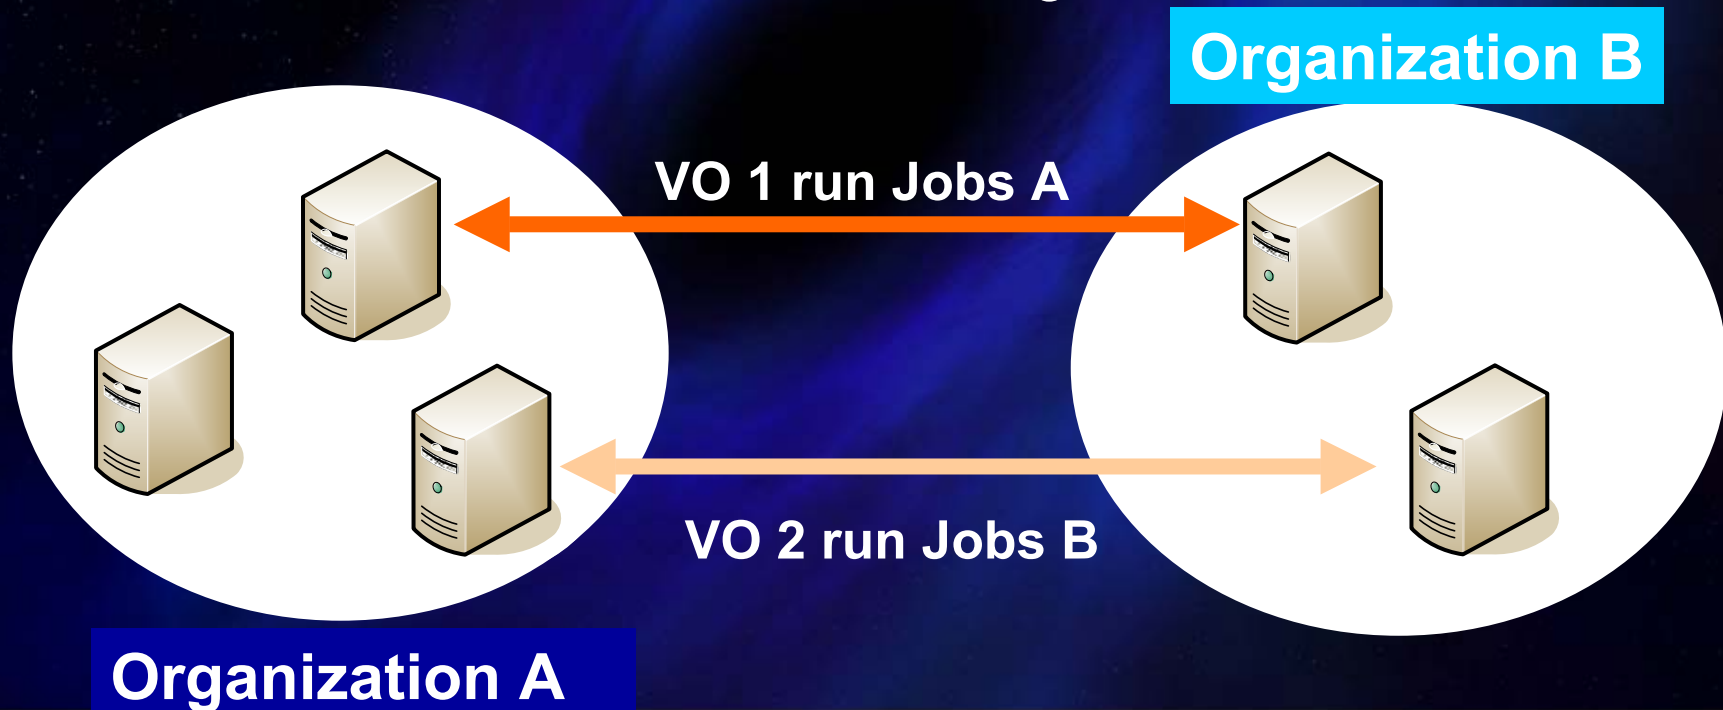 Organization B
VO 1 run Jobs A
VO 2 run Jobs B
Organization A